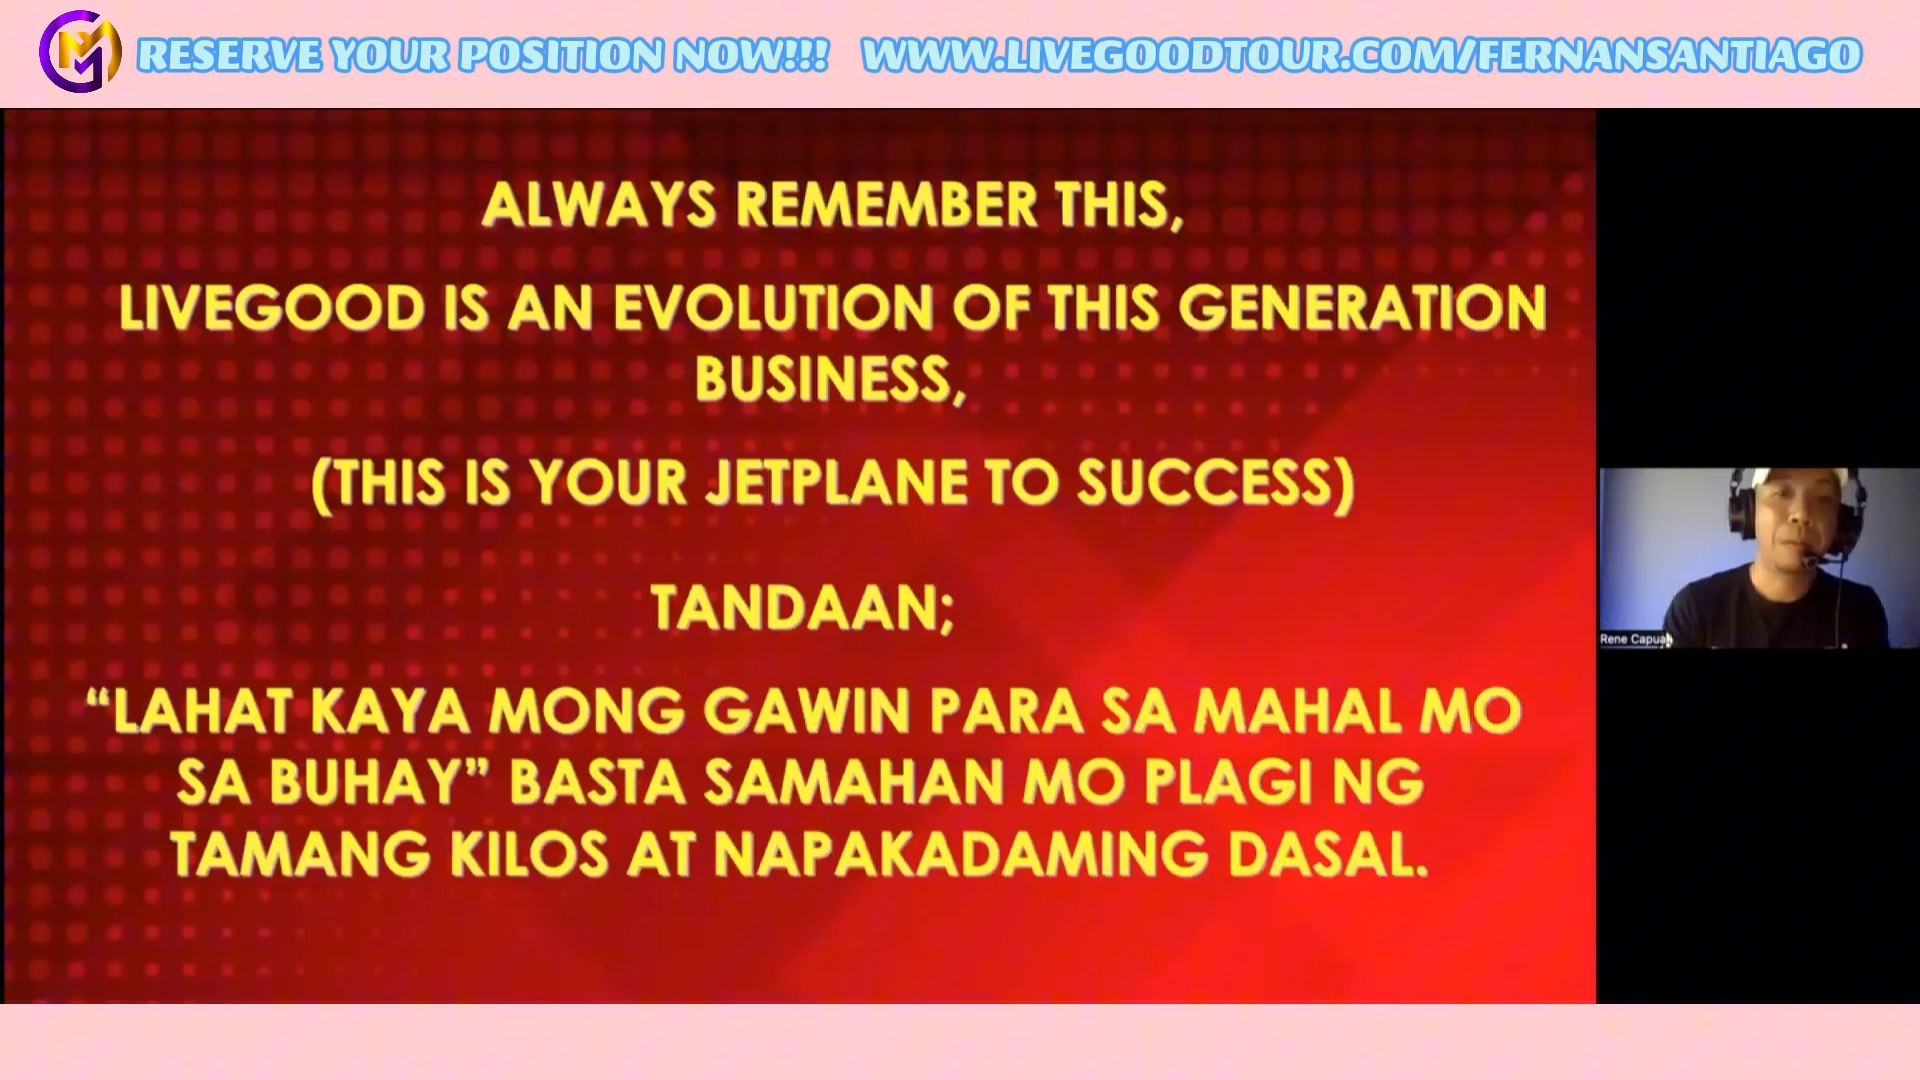 RESERVE YOUR POSITION NOW!!! WWW.LIVEGOODTOUR.COM/FERNANSANTIAGO
ALWAYS REMEMBER THIS,
LIVEGOOD IS AN EVOLUTION OF THIS GENERATION
BUSINESS,
(THIS IS YOUR JETPLANE TO SUCCESS)
TANDAAN;
“LAHAT KAYA MONG GAWIN PARA SA MAHAL MO
SA BUHAY” BASTA SAMAHAN MO PLAGI NG
TAMANG KILOS AT NAPAKADAMING DASAL.
Rene